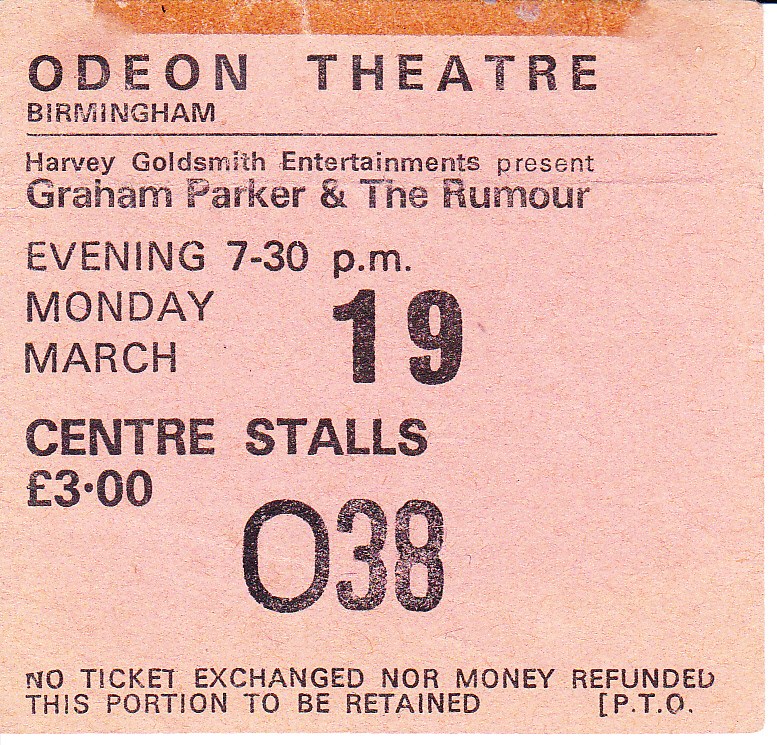 ODEON THEATRE
BIRMINGHAM
Harvey Goldsmith Entertainments present
Graham Parker & The Rumour
EVENING 7-30 p.m.
MONDAY 19
MARCH
CENTRE STALLS
£3·00
O38
NO TICKET EXCHANGED NOR MONEY REFUNDED
THIS PORTION TO BE RETAINED [P.T.O.